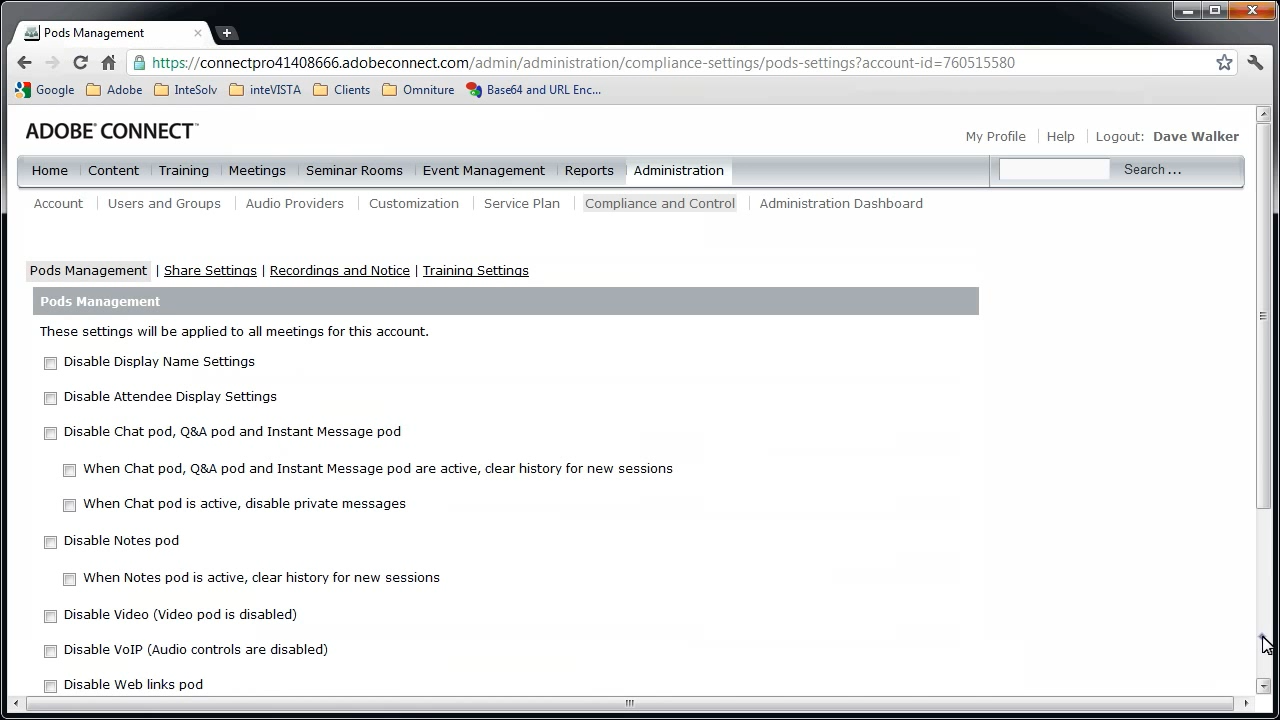 Pods Management
https://connectpro41408666.adobeconnect.com/admin/administration/compliance-settings/pods-settings?account-id=760515580
Google Adobe InteSolv inteVISTA Clients Omniture Base64 and URL Enc...
ADOBE® CONNECT™
My Profile | Help | Logout: Dave Walker
Home | Content | Training | Meetings | Seminar Rooms | Event Management | Reports | Administration Search ...
Account | Users and Groups | Audio Providers | Customization | Service Plan | Compliance and Control | Administration Dashboard
Pods Management | Share Settings | Recordings and Notice | Training Settings
Pods Management
These settings will be applied to all meetings for this account.
Disable Display Name Settings
Disable Attendee Display Settings
Disable Chat pod, Q&A pod and Instant Message pod
When Chat pod, Q&A pod and Instant Message pod are active, clear history for new sessions
When Chat pod is active, disable private messages
Disable Notes pod
When Notes pod is active, clear history for new sessions
Disable Video (Video pod is disabled)
Disable VoIP (Audio controls are disabled)
Disable Web links pod